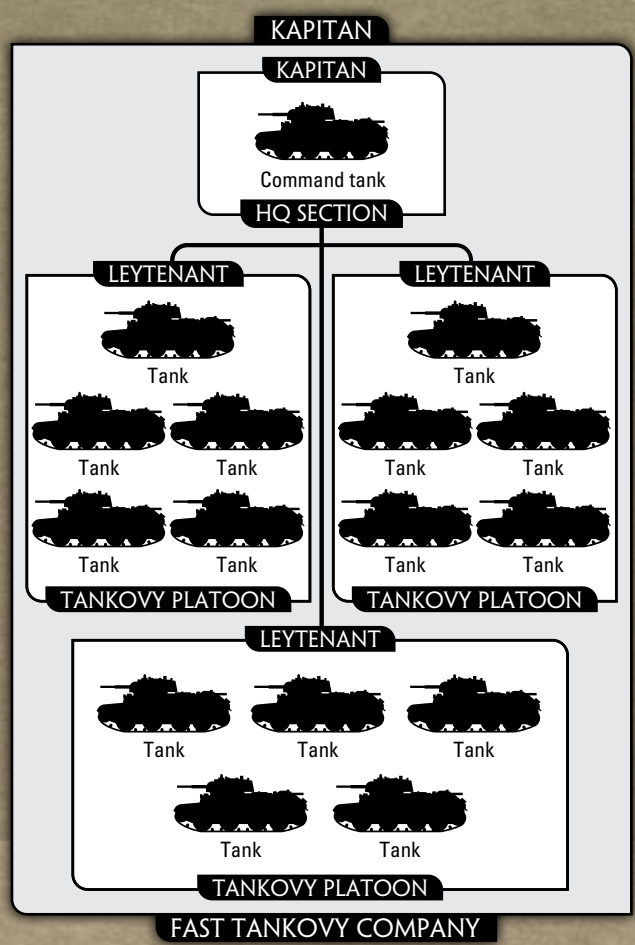 KAPITAN
KAPITAN
Command tank
HQ SECTION
LEYTENANT
Tank
Tank Tank
Tank Tank
TANKOVY PLATOON
LEYTENANT
Tank
Tank Tank
Tank Tank
TANKOVY PLATOON
LEYTENANT
Tank Tank Tank
Tank Tank
TANKOVY PLATOON
FAST TANKOVY COMPANY